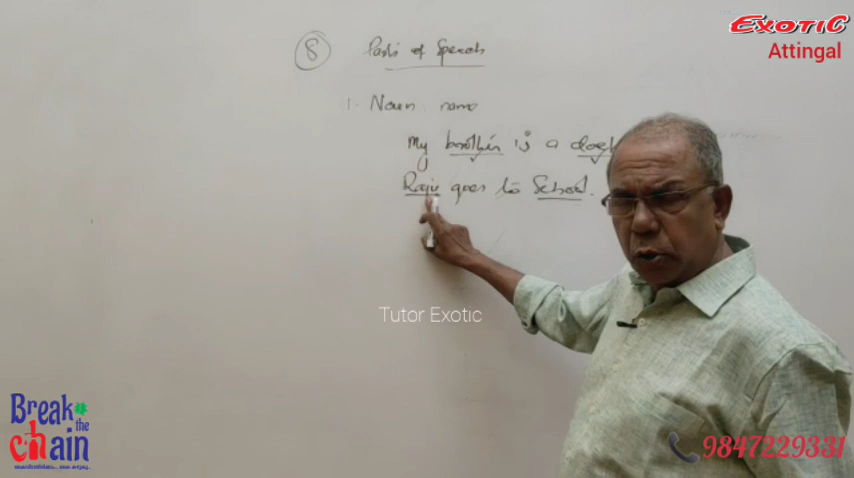 EXOTIC
Attingal
8 Parts of Speech
1. Noun : name
My brother is a
Raju goes to School.
Tutor Exotic
Break
the
chain
9847229331